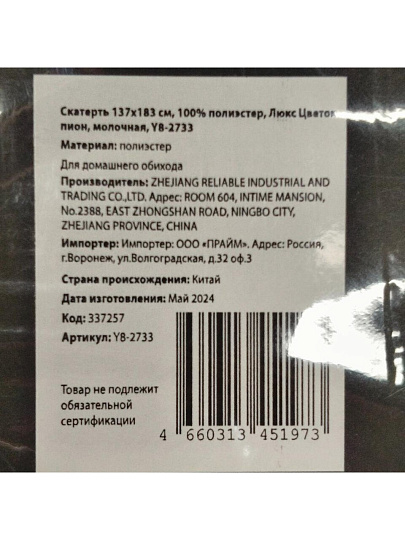 Скатерть 137х183 см, 100% полиэстер, Люкс Цветок
пион, молочная, Y8-2733
Материал: полиэстер
Для домашнего обихода
Производитель: ZHEJIANG RELIABLE INDUSTRIAL AND
TRADING CO.,LTD. Адрес: ROOM 604, INTIME MANSION,
No.2388, EAST ZHONGSHAN ROAD, NINGBO CITY,
ZHEJIANG PROVINCE, CHINA
Импортер: Импортер: ООО «ПРАЙМ». Адрес: Россия,
г.Воронеж, ул.Волгоградская, д.32 оф.3
Страна происхождения: Китай
Дата изготовления: Май 2024
Код: 337257
Артикул: Y8-2733
Товар не подлежит
обязательной
сертификации
4 660313 451973